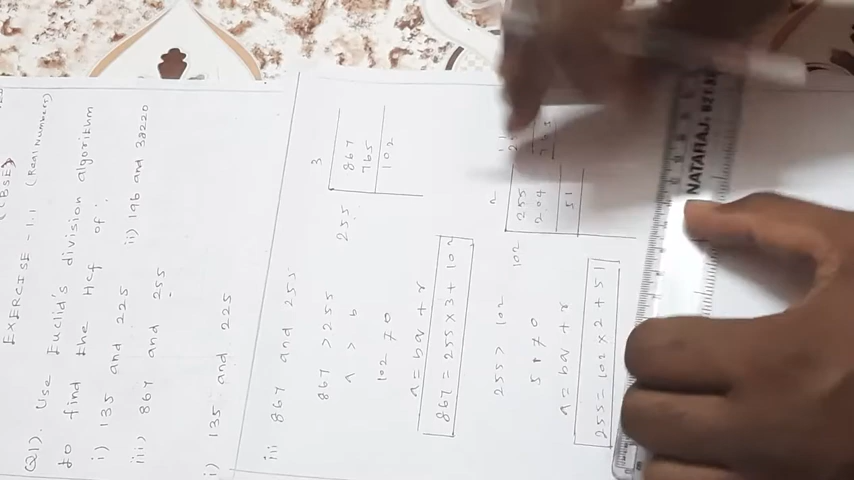 EXERCISE - 1.1 (Real Numbers)
(Q1). Use Euclid's division algorithm
to find the Hcf of:
i) 135 and 225 ii) 196 and 38220
iii) 867 and 255
i) 135 and 225
iii 867 and 255
867 > 255
a > b
102 ≠ 0
a = bq + r
867 = 255 × 3 + 102
3
255
867
765
102
255 > 102
51 ≠ 0
a = bq + r
255 = 102 × 2 + 51
2
102
255
204
51
NATARAJ 621